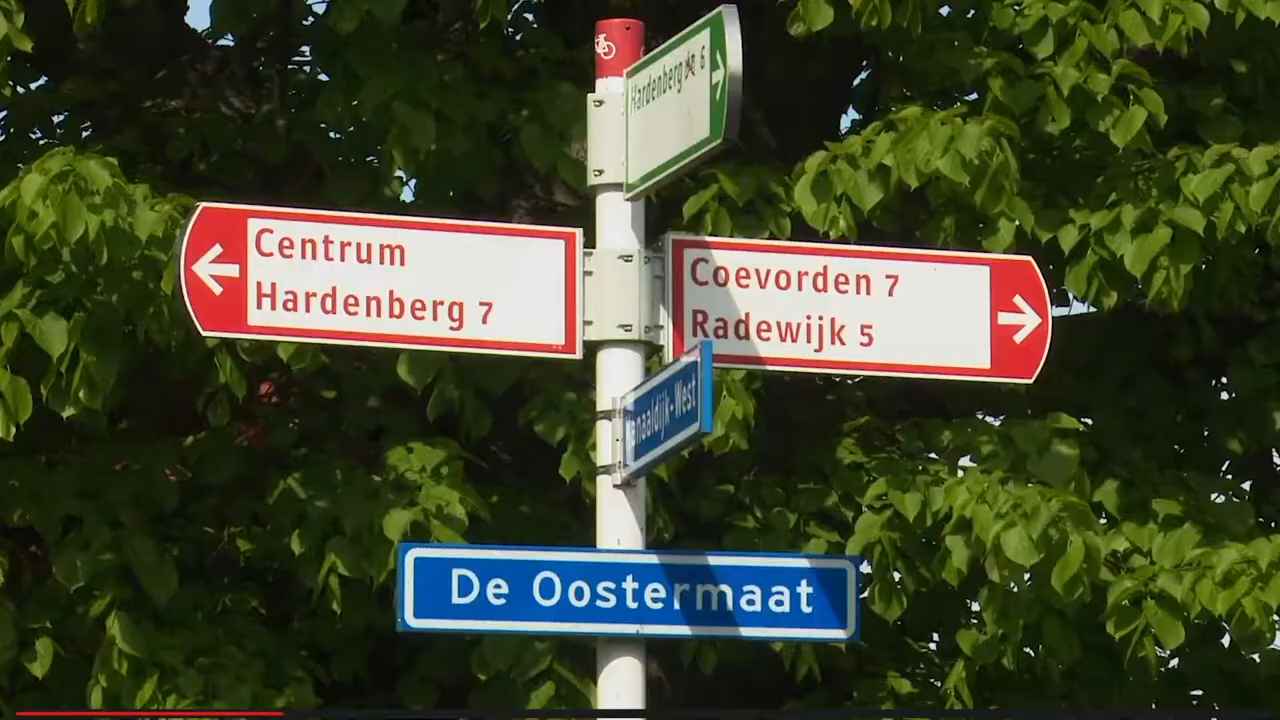 Hardenberg 6
Centrum
Hardenberg 7
Coevorden 7
Radewijk 5
Kanaaldijk-West
De Oostermaat